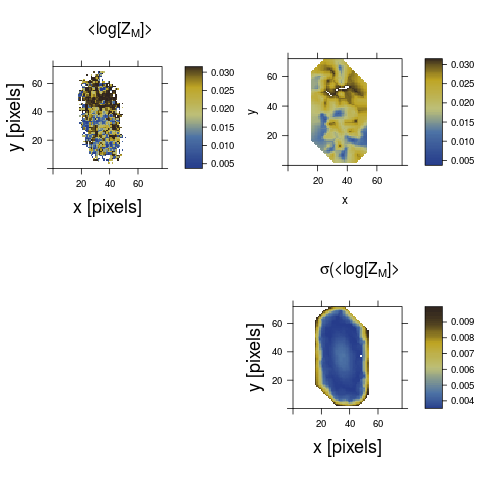 <log[Z_M]>
0.030
0.025
0.020
0.015
0.010
0.005
60
40
20
y [pixels]
20 40 60
x [pixels]
0.030
0.025
0.020
0.015
0.010
0.005
60
40
20
y
20 40 60
x
σ(<log[Z_M]>
0.009
0.008
0.007
0.006
0.005
0.004
60
40
20
y [pixels]
20 40 60
x [pixels]